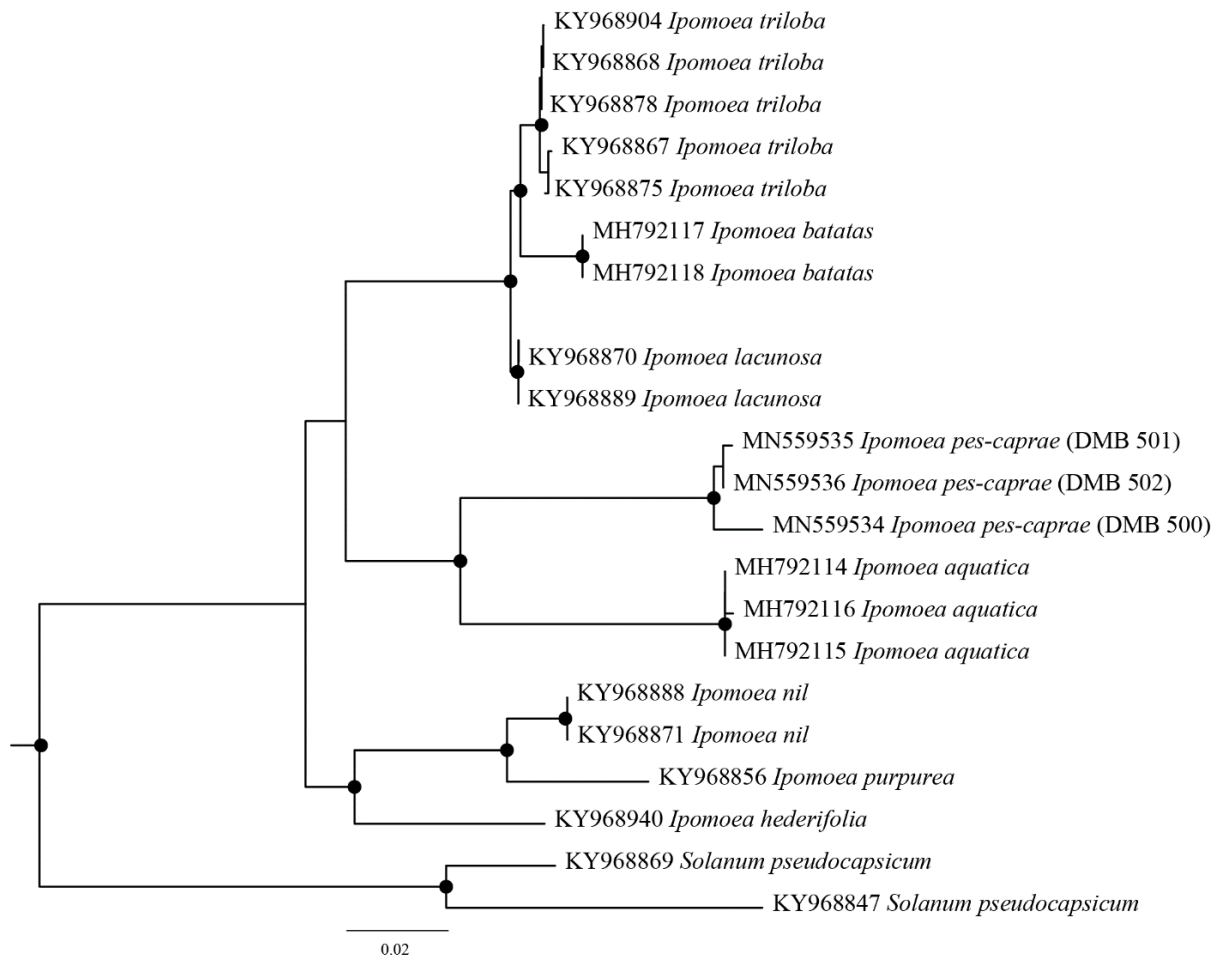 KY968904 Ipomoea triloba
KY968868 Ipomoea triloba
KY968878 Ipomoea triloba
KY968867 Ipomoea triloba
KY968875 Ipomoea triloba
MH792117 Ipomoea batatas
MH792118 Ipomoea batatas
KY968870 Ipomoea lacunosa
KY968889 Ipomoea lacunosa
MN559535 Ipomoea pes-caprae (DMB 501)
MN559536 Ipomoea pes-caprae (DMB 502)
MN559534 Ipomoea pes-caprae (DMB 500)
MH792114 Ipomoea aquatica
MH792116 Ipomoea aquatica
MH792115 Ipomoea aquatica
KY968888 Ipomoea nil
KY968871 Ipomoea nil
KY968856 Ipomoea purpurea
KY968940 Ipomoea hederifolia
KY968869 Solanum pseudocapsicum
KY968847 Solanum pseudocapsicum
0.02